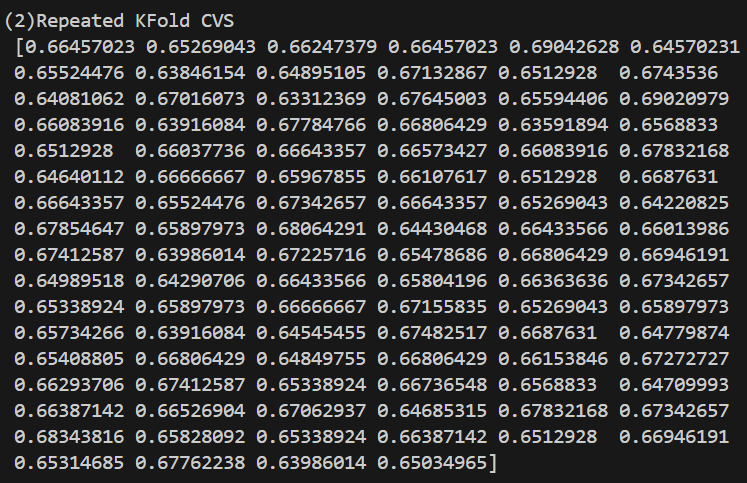 (2)Repeated KFold CVS
[0.66457023 0.65269043 0.66247379 0.66457023 0.69042628 0.64570231
0.65524476 0.63846154 0.64895105 0.67132867 0.6512928 0.6743536
0.64081062 0.67016073 0.63312369 0.67645003 0.65594406 0.69020979
0.66083916 0.63916084 0.67784766 0.66806429 0.63591894 0.6568833
0.6512928 0.66037736 0.66643357 0.66573427 0.66083916 0.67832168
0.64640112 0.66666667 0.65967855 0.66107617 0.6512928 0.6687631
0.66643357 0.65524476 0.67342657 0.66643357 0.65269043 0.64220825
0.67854647 0.65897973 0.68064291 0.64430468 0.66433566 0.66013986
0.67412587 0.63986014 0.67225716 0.65478686 0.66806429 0.66946191
0.64989518 0.64290706 0.66433566 0.65804196 0.66363636 0.67342657
0.65338924 0.65897973 0.66666667 0.67155835 0.65269043 0.65897973
0.65734266 0.63916084 0.64545455 0.67482517 0.6687631 0.64779874
0.65408805 0.66806429 0.64849755 0.66806429 0.66153846 0.67272727
0.66293706 0.67412587 0.65338924 0.66736548 0.6568833 0.64709993
0.66387142 0.66526904 0.67062937 0.64685315 0.67832168 0.67342657
0.68343816 0.65828092 0.65338924 0.66387142 0.6512928 0.66946191
0.65314685 0.67762238 0.63986014 0.65034965]